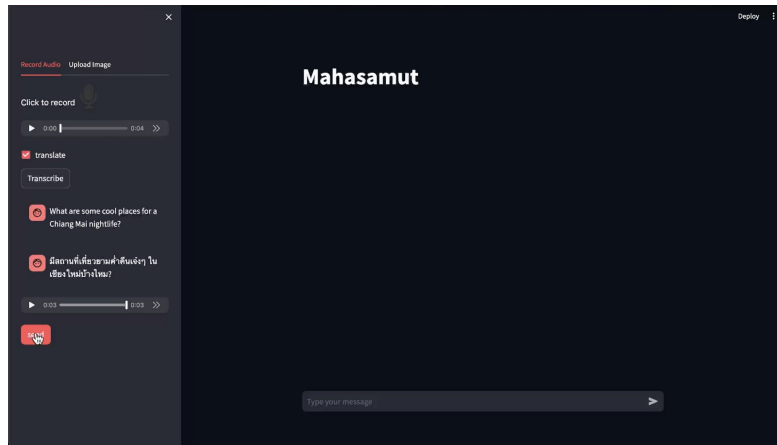 Deploy
Record Audio Upload Image
Mahasamut
Click to record
0:00 0:04
translate
Transcribe
What are some cool places for a
Chiang Mai nightlife?
มีสถานที่เที่ยวยามค่ำคืนเจ๋งๆ ใน
เชียงใหม่บ้างไหม?
0:03 0:03
Type your message